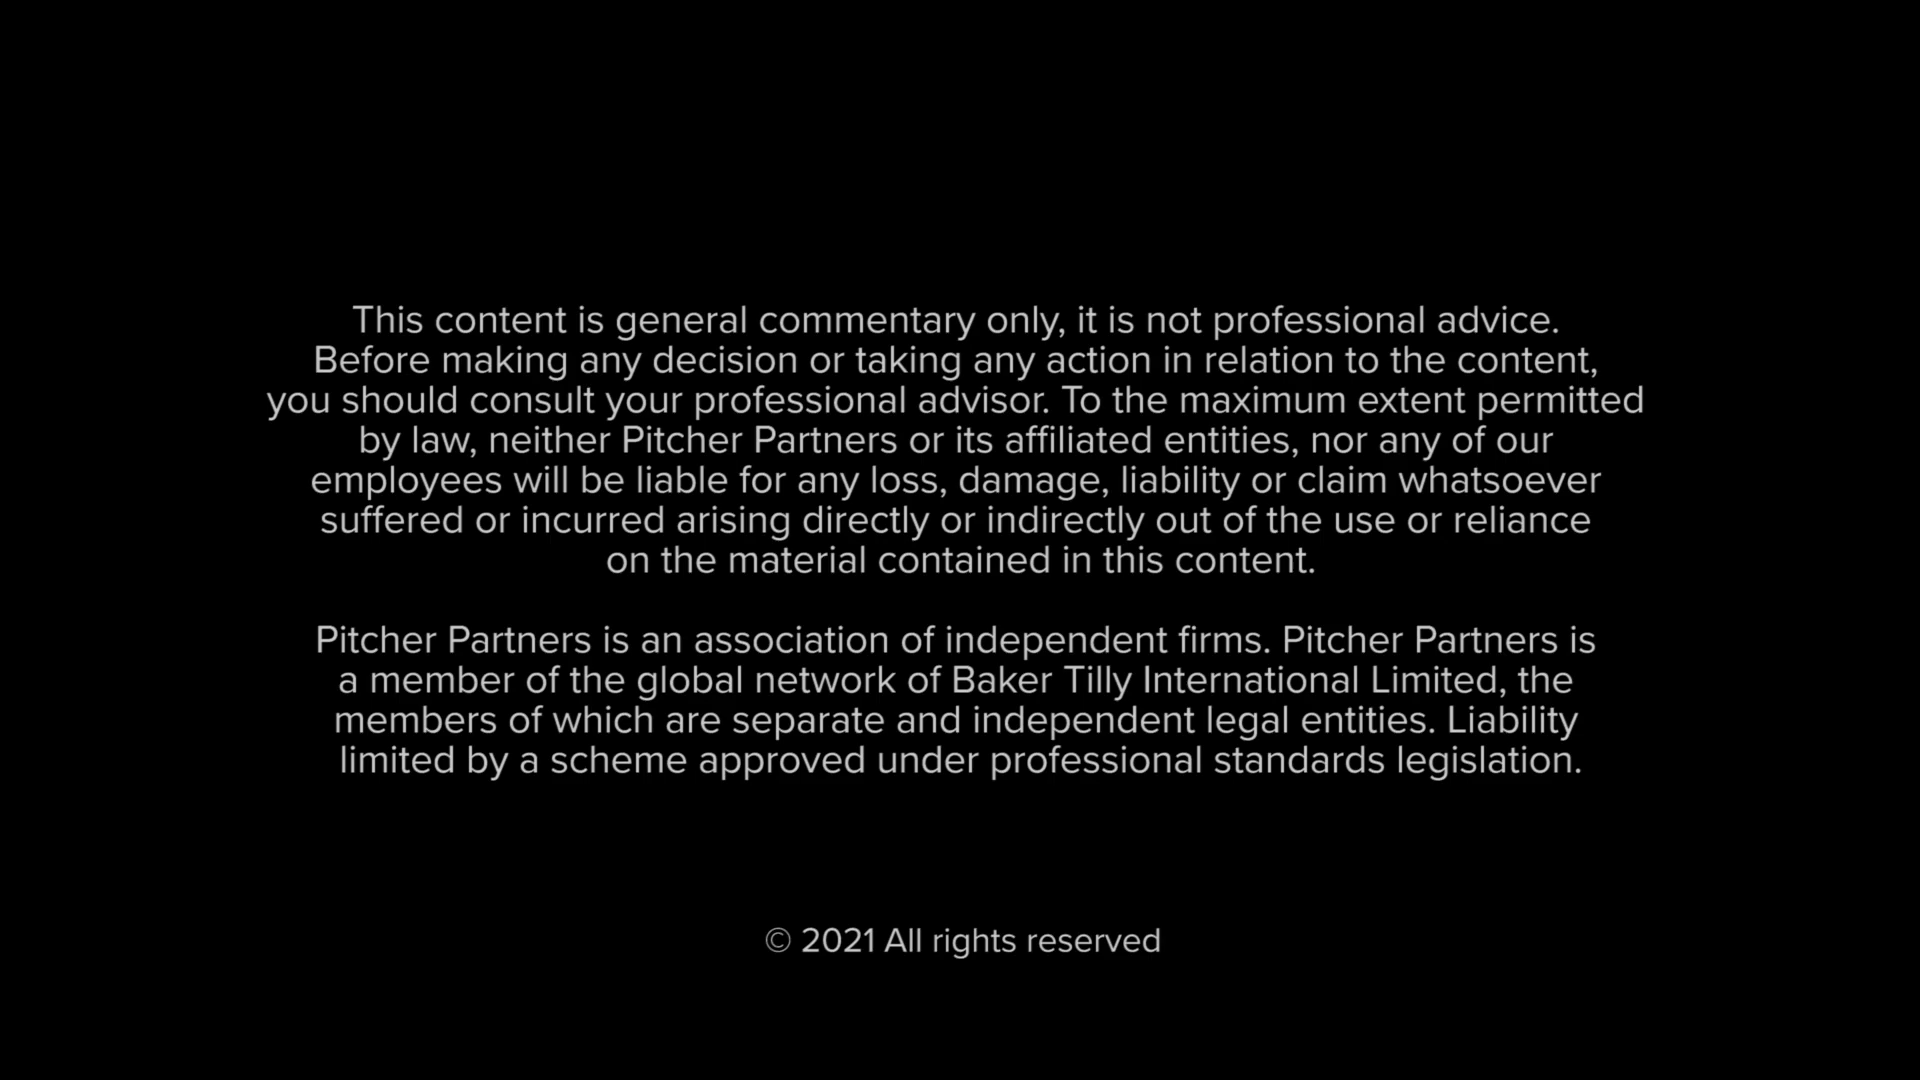 This content is general commentary only, it is not professional advice.
Before making any decision or taking any action in relation to the content,
you should consult your professional advisor. To the maximum extent permitted
by law, neither Pitcher Partners or its affiliated entities, nor any of our
employees will be liable for any loss, damage, liability or claim whatsoever
suffered or incurred arising directly or indirectly out of the use or reliance
on the material contained in this content.
Pitcher Partners is an association of independent firms. Pitcher Partners is
a member of the global network of Baker Tilly International Limited, the
members of which are separate and independent legal entities. Liability
limited by a scheme approved under professional standards legislation.
© 2021 All rights reserved